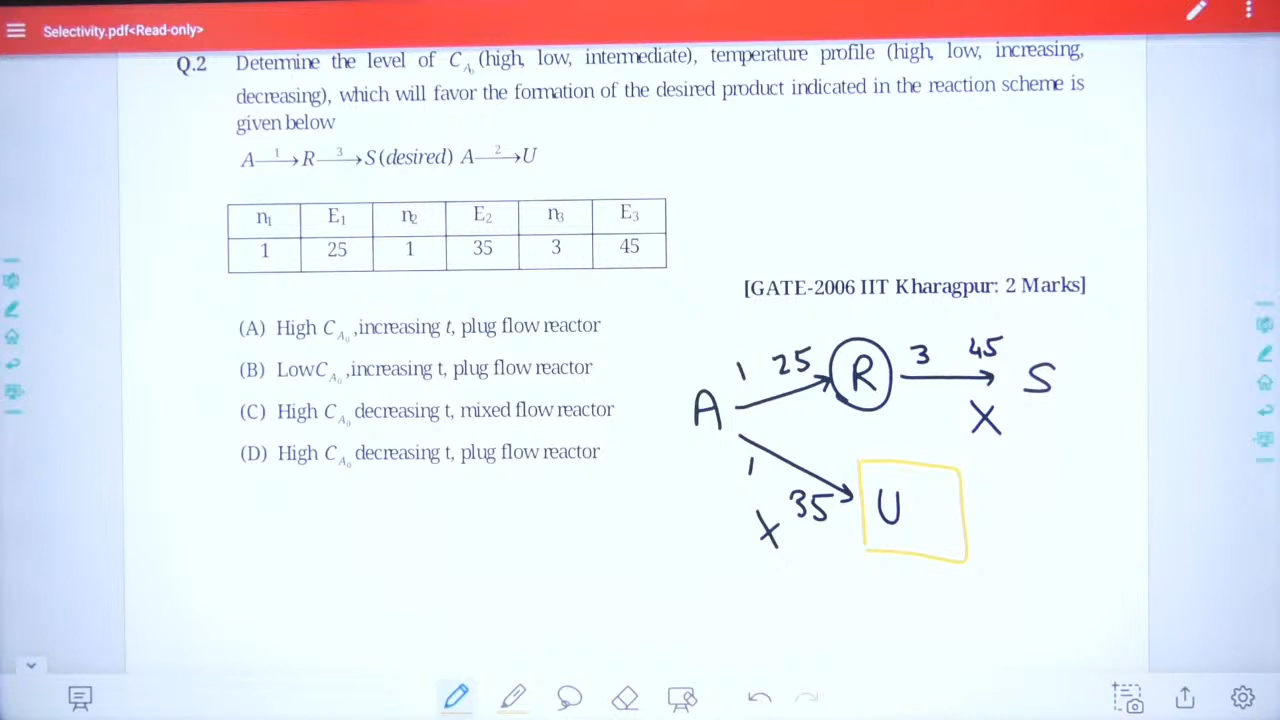 Selectivity.pdf<Read-only>
Q.2 Determine the level of C_A₀ (high, low, intermediate), temperature profile (high, low, increasing,
decreasing), which will favor the formation of the desired product indicated in the reaction scheme is
given below
A —1→ R —3→ S(desired) A —2→ U
n₁ E₁ n₂ E₂ n₃ E₃
1 25 1 35 3 45
[GATE-2006 IIT Kharagpur: 2 Marks]
(A) High C_A₀, increasing t, plug flow reactor
(B) Low C_A₀, increasing t, plug flow reactor
(C) High C_A₀ decreasing t, mixed flow reactor
(D) High C_A₀ decreasing t, plug flow reactor
1 25 R 3 45 S
A X
1
X 35 U